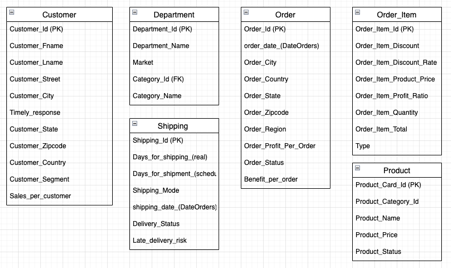 Customer
Customer_Id (PK)
Customer_Fname
Customer_Lname
Customer_Street
Customer_City
Timely_response
Customer_State
Customer_Zipcode
Customer_Country
Customer_Segment
Sales_per_customer
Department
Department_Id (PK)
Department_Name
Market
Category_Id (FK)
Category_Name
Shipping
Shipping_Id (PK)
Days_for_shipping_(real)
Days_for_shipment_(schedu
Shipping_Mode
shipping_date_(DateOrders)
Delivery_Status
Late_delivery_risk
Order
Order_Id (PK)
order_date_(DateOrders)
Order_City
Order_Country
Order_State
Order_Zipcode
Order_Region
Order_Profit_Per_Order
Order_Status
Benefit_per_order
Order_Item
Order_Item_Id (PK)
Order_Item_Discount
Order_Item_Discount_Rate
Order_Item_Product_Price
Order_Item_Profit_Ratio
Order_Item_Quantity
Order_Item_Total
Type
Product
Product_Card_Id (PK)
Product_Category_Id
Product_Name
Product_Price
Product_Status